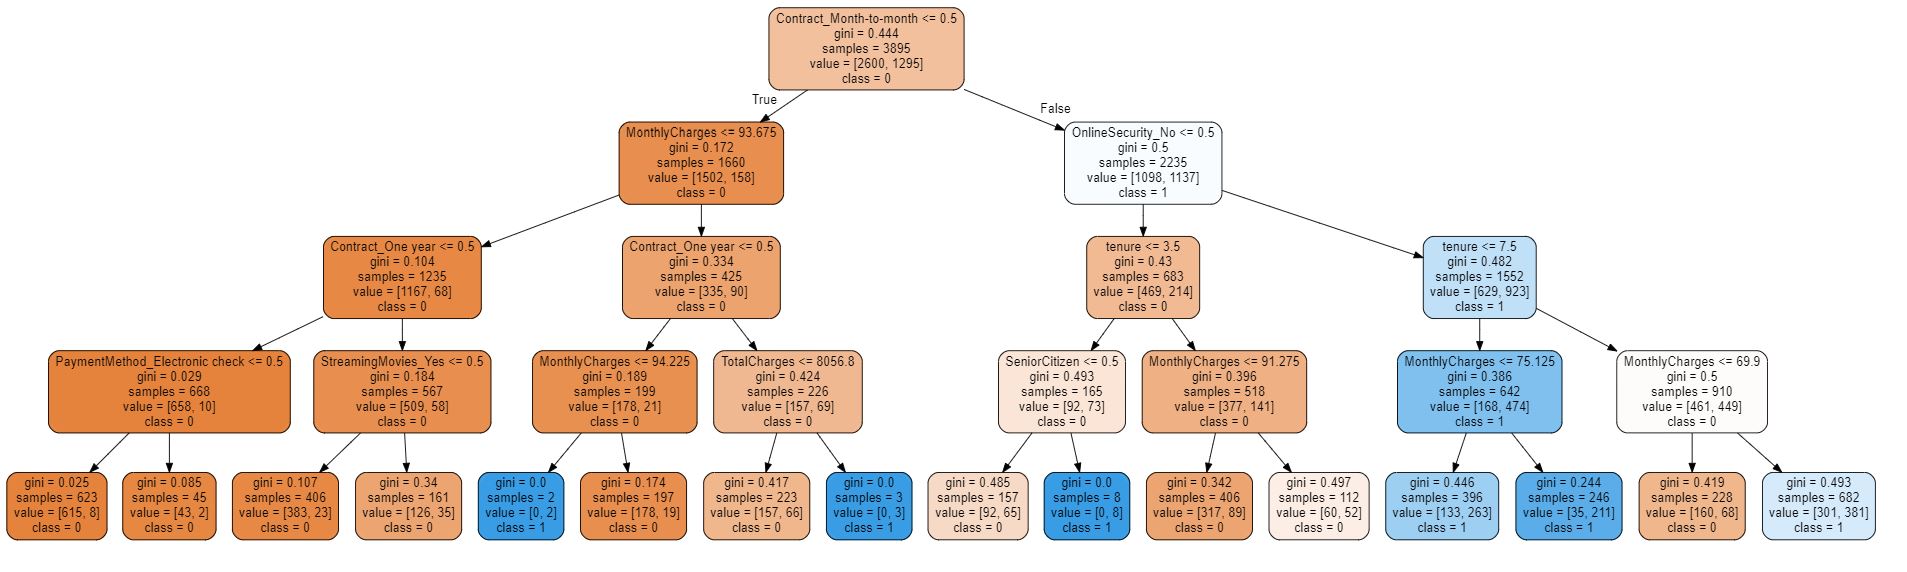 Contract_Month-to-month <= 0.5
gini = 0.444
samples = 3895
value = [2600, 1295]
class = 0
True
False
MonthlyCharges <= 93.675
gini = 0.172
samples = 1660
value = [1502, 158]
class = 0
OnlineSecurity_No <= 0.5
gini = 0.5
samples = 2235
value = [1098, 1137]
class = 1
Contract_One year <= 0.5
gini = 0.104
samples = 1235
value = [1167, 68]
class = 0
Contract_One year <= 0.5
gini = 0.334
samples = 425
value = [335, 90]
class = 0
tenure <= 3.5
gini = 0.43
samples = 683
value = [469, 214]
class = 0
tenure <= 7.5
gini = 0.482
samples = 1552
value = [629, 923]
class = 1
PaymentMethod_Electronic check <= 0.5
gini = 0.029
samples = 668
value = [658, 10]
class = 0
StreamingMovies_Yes <= 0.5
gini = 0.184
samples = 567
value = [509, 58]
class = 0
MonthlyCharges <= 94.225
gini = 0.189
samples = 199
value = [178, 21]
class = 0
TotalCharges <= 8056.8
gini = 0.424
samples = 226
value = [157, 69]
class = 0
SeniorCitizen <= 0.5
gini = 0.493
samples = 165
value = [92, 73]
class = 0
MonthlyCharges <= 91.275
gini = 0.396
samples = 518
value = [377, 141]
class = 0
MonthlyCharges <= 75.125
gini = 0.386
samples = 642
value = [168, 474]
class = 1
MonthlyCharges <= 69.9
gini = 0.5
samples = 910
value = [461, 449]
class = 0
gini = 0.025
samples = 623
value = [615, 8]
class = 0
gini = 0.085
samples = 45
value = [43, 2]
class = 0
gini = 0.107
samples = 406
value = [383, 23]
class = 0
gini = 0.34
samples = 161
value = [126, 35]
class = 0
gini = 0.0
samples = 2
value = [0, 2]
class = 1
gini = 0.174
samples = 197
value = [178, 19]
class = 0
gini = 0.417
samples = 223
value = [157, 66]
class = 0
gini = 0.0
samples = 3
value = [0, 3]
class = 1
gini = 0.485
samples = 157
value = [92, 65]
class = 0
gini = 0.0
samples = 8
value = [0, 8]
class = 1
gini = 0.342
samples = 406
value = [317, 89]
class = 0
gini = 0.497
samples = 112
value = [60, 52]
class = 0
gini = 0.446
samples = 396
value = [133, 263]
class = 1
gini = 0.244
samples = 246
value = [35, 211]
class = 1
gini = 0.419
samples = 228
value = [160, 68]
class = 0
gini = 0.493
samples = 682
value = [301, 381]
class = 1